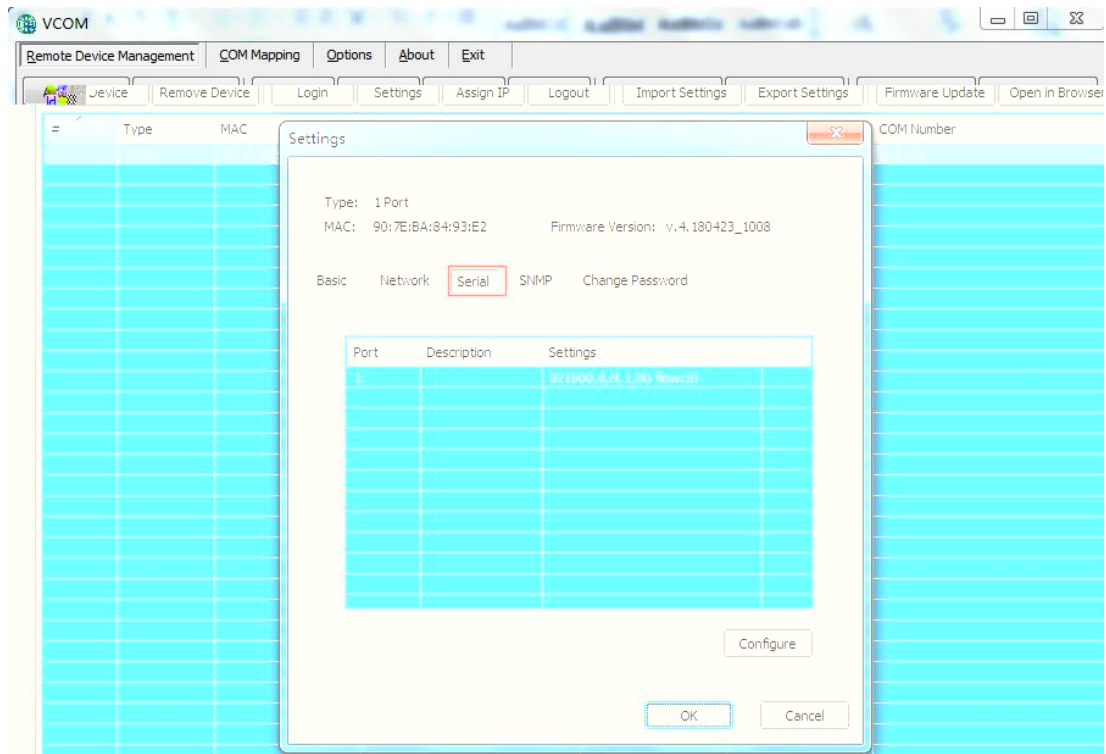 VCOM
Remote Device Management COM Mapping Options About Exit
Device Remove Device Login Settings Assign IP Logout Import Settings Export Settings Firmware Update Open in Browser
= Type MAC COM Number
Settings
Type: 1 Port
MAC: 90:7E:BA:84:93:E2 Firmware Version: v.4.180423_1008
Basic Network Serial SNMP Change Password
Port Description Settings
1 921600,8,N,1,No flowctrl
Configure
OK Cancel